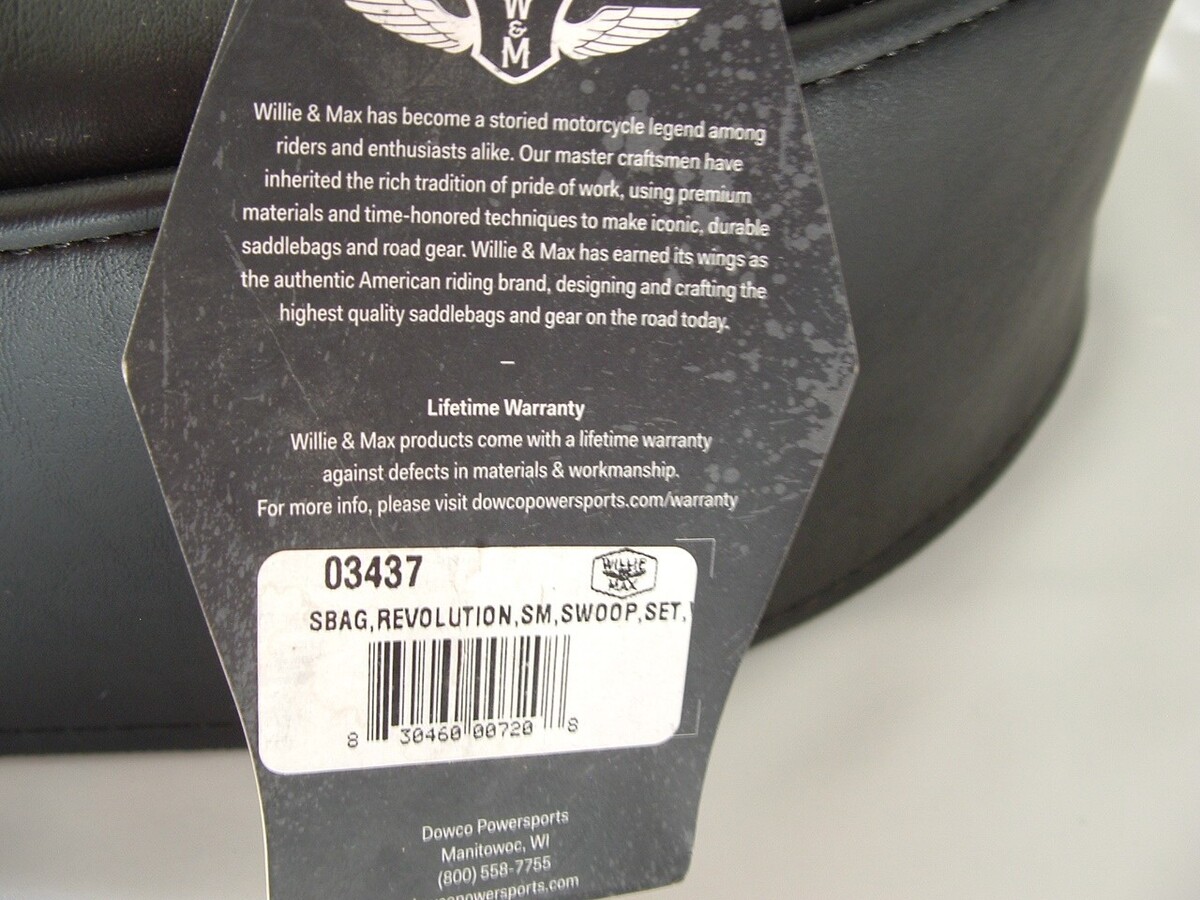 W
&
M
Willie & Max has become a storied motorcycle legend among
riders and enthusiasts alike. Our master craftsmen have
inherited the rich tradition of pride of work, using premium
materials and time-honored techniques to make iconic, durable
saddlebags and road gear. Willie & Max has earned its wings as
the authentic American riding brand, designing and crafting the
highest quality saddlebags and gear on the road today.
–
Lifetime Warranty
Willie & Max products come with a lifetime warranty
against defects in materials & workmanship.
For more info, please visit dowcopowersports.com/warranty
03437
WILLIE
MAX
SBAG,REVOLUTION,SM,SWOOP,SET,
8 30460 00720 8
Dowco Powersports
Manitowoc, WI
(800) 558-7755
dowcopowersports.com